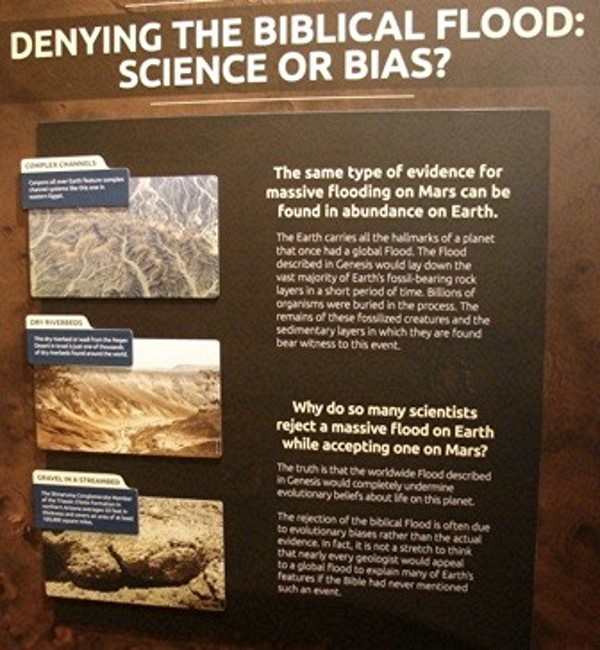 DENYING THE BIBLICAL FLOOD:
SCIENCE OR BIAS?
COMPLEX CHANNELS
Canyons all over Earth feature complex
channel systems like this one in
western Egypt.
The same type of evidence for
massive flooding on Mars can be
found in abundance on Earth.
The Earth carries all the hallmarks of a planet
that once had a global Flood. The Flood
described in Genesis would lay down the
vast majority of Earth's fossil-bearing rock
layers in a short period of time. Billions of
organisms were buried in the process. The
remains of these fossilized creatures and the
sedimentary layers in which they are found
bear witness to this event.
DRY RIVERBEDS
This dry riverbed or wadi from the Negev
Desert in Israel is just one of thousands
of dry riverbeds found around the world.
Why do so many scientists
reject a massive flood on Earth
while accepting one on Mars?
The truth is that the worldwide Flood described
in Genesis would completely undermine
evolutionary beliefs about life on this planet.
The rejection of the biblical Flood is often due
to evolutionary biases rather than the actual
evidence. In fact, it is not a stretch to think
that nearly every geologist would appeal
to a global flood to explain many of Earth's
features if the Bible had never mentioned
such an event.
GRAVEL IN A STREAMBED
The Shinarump Conglomerate Member
of the Triassic Chinle Formation in
northern Arizona averages 50 feet in
thickness and covers an area of at least
100,000 square miles.